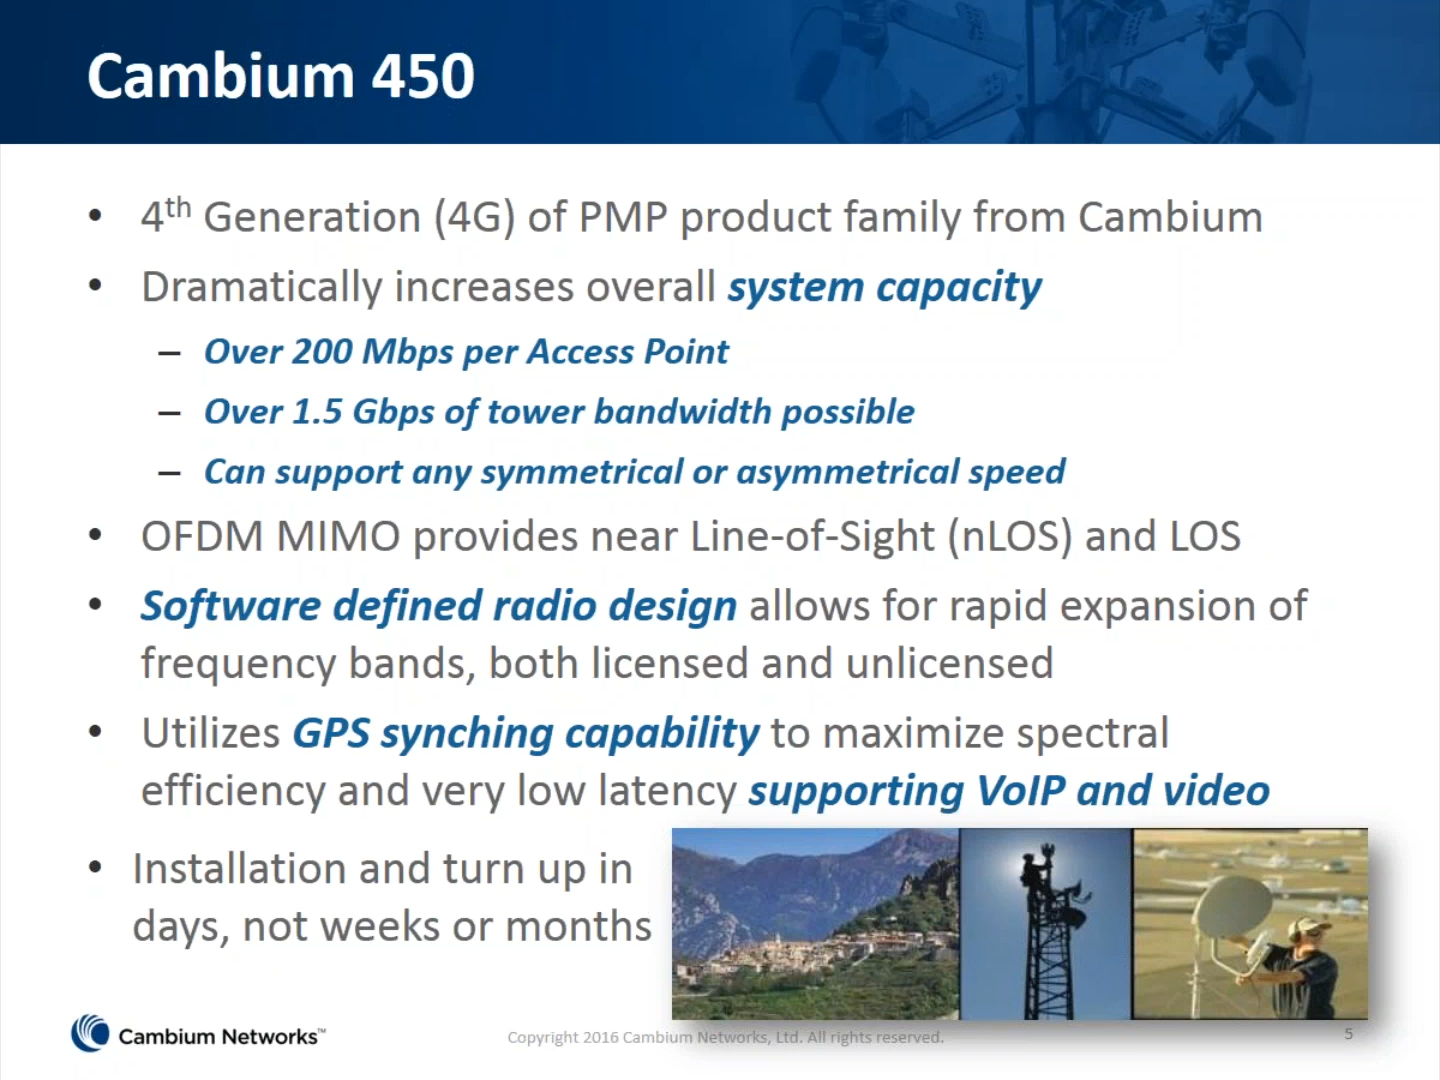 Cambium 450
• 4th Generation (4G) of PMP product family from Cambium
• Dramatically increases overall system capacity
– Over 200 Mbps per Access Point
– Over 1.5 Gbps of tower bandwidth possible
– Can support any symmetrical or asymmetrical speed
• OFDM MIMO provides near Line-of-Sight (nLOS) and LOS
• Software defined radio design allows for rapid expansion of
frequency bands, both licensed and unlicensed
• Utilizes GPS synching capability to maximize spectral
efficiency and very low latency supporting VoIP and video
• Installation and turn up in
days, not weeks or months
Cambium Networks™
Copyright 2016 Cambium Networks, Ltd. All rights reserved.
5